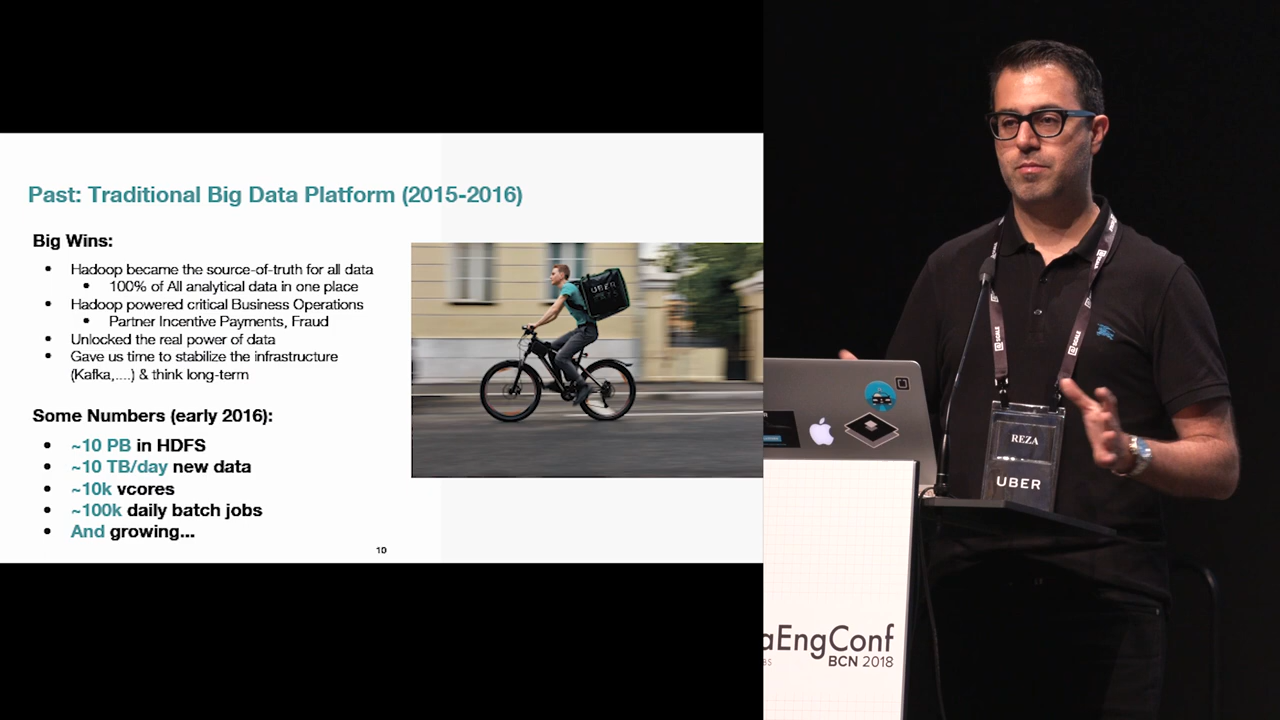 Past: Traditional Big Data Platform (2015-2016)
Big Wins:
• Hadoop became the source-of-truth for all data
• 100% of All analytical data in one place
• Hadoop powered critical Business Operations
• Partner Incentive Payments, Fraud
• Unlocked the real power of data
• Gave us time to stabilize the infrastructure
(Kafka,....) & think long-term
Some Numbers (early 2016):
• ~10 PB in HDFS
• ~10 TB/day new data
• ~10k vcores
• ~100k daily batch jobs
• And growing...
10
UBER
SCALE
SCALE
REZA
UBER
aEngConf
BCN 2018